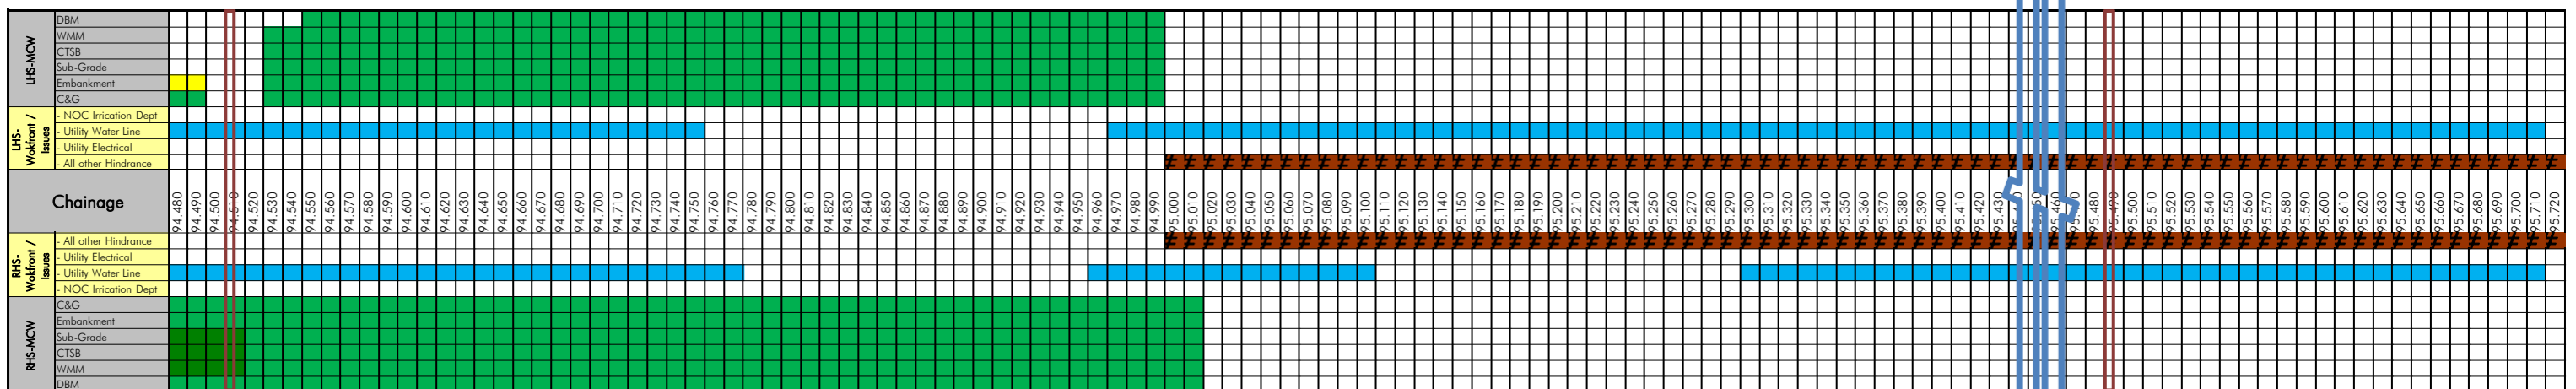 LHS-MCW
DBM
WMM
CTSB
Sub-Grade
Embankment
C&G
LHS-
Wokfront /
Issues
- NOC Irrication Dept
- Utility Water Line
- Utility Electrical
- All other Hindrance
# # # # # # # # # # # # # # # # # # # # # # # # # # # # # # # # # # # # # # # # # # # # # # # # # # # # # # # # # # # # # # # # # # # # # # # # #
Chainage
94.480 94.490 94.500 94.510 94.520 94.530 94.540 94.550 94.560 94.570 94.580 94.590 94.600 94.610 94.620 94.630 94.640 94.650 94.660 94.670 94.680 94.690 94.700 94.710 94.720 94.730 94.740 94.750 94.760 94.770 94.780 94.790 94.800 94.810 94.820 94.830 94.840 94.850 94.860 94.870 94.880 94.890 94.900 94.910 94.920 94.930 94.940 94.950 94.960 94.970 94.980 94.990 95.000 95.010 95.020 95.030 95.040 95.050 95.060 95.070 95.080 95.090 95.100 95.110 95.120 95.130 95.140 95.150 95.160 95.170 95.180 95.190 95.200 95.210 95.220 95.230 95.240 95.250 95.260 95.270 95.280 95.290 95.300 95.310 95.320 95.330 95.340 95.350 95.360 95.370 95.380 95.390 95.400 95.410 95.420 95.430 95.480 95.490 95.500 95.510 95.520 95.530 95.540 95.550 95.560 95.570 95.580 95.590 95.600 95.610 95.620 95.630 95.640 95.650 95.660 95.670 95.680 95.690 95.700 95.710 95.720
RHS-
Wokfront /
Issues
- All other Hindrance
# # # # # # # # # # # # # # # # # # # # # # # # # # # # # # # # # # # # # # # # # # # # # # # # # # # # # # # # # # # # # # # # # # # # # # # # #
- Utility Electrical
- Utility Water Line
- NOC Irrication Dept
RHS-MCW
C&G
Embankment
Sub-Grade
CTSB
WMM
DBM